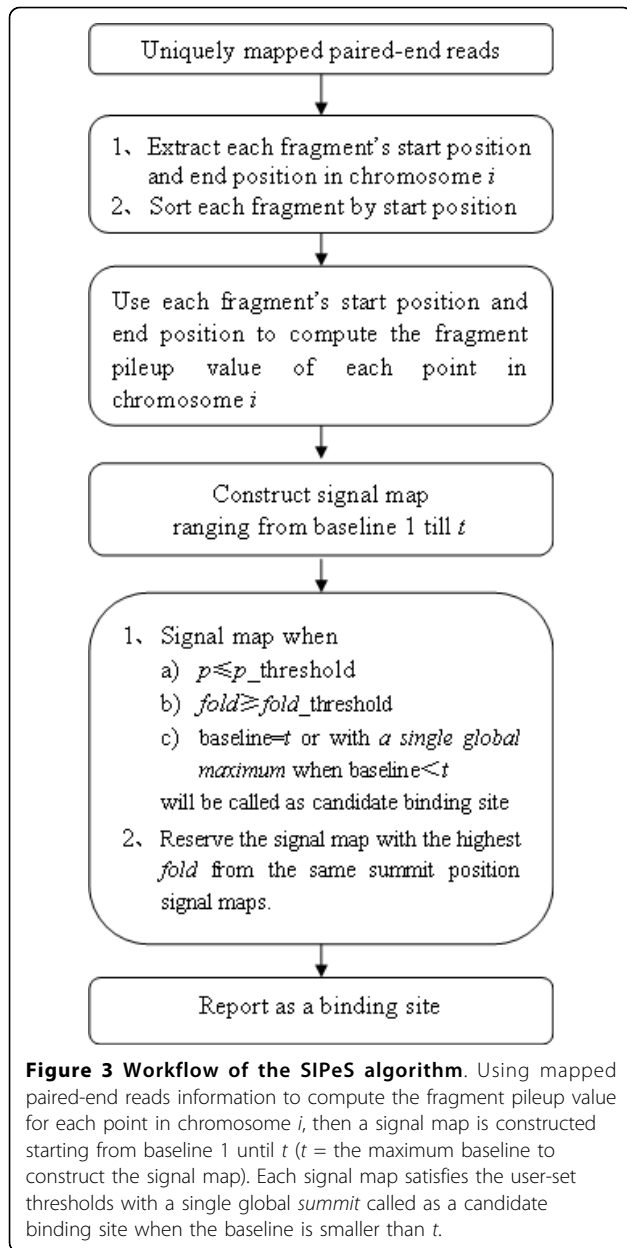 Uniquely mapped paired-end reads
1、 Extract each fragment's start position
and end position in chromosome i
2、 Sort each fragment by start position
Use each fragment's start position and
end position to compute the fragment
pileup value of each point in
chromosome i
Construct signal map
ranging from baseline 1 till t
1、 Signal map when
a) p≤p_threshold
b) fold≥fold_threshold
c) baseline=t or with a single global
maximum when baseline<t
will be called as candidate binding site
2、 Reserve the signal map with the highest
fold from the same summit position
signal maps.
Report as a binding site
Figure 3 Workflow of the SIPeS algorithm. Using mapped
paired-end reads information to compute the fragment pileup value
for each point in chromosome i, then a signal map is constructed
starting from baseline 1 until t (t = the maximum baseline to
construct the signal map). Each signal map satisfies the user-set
thresholds with a single global summit called as a candidate
binding site when the baseline is smaller than t.